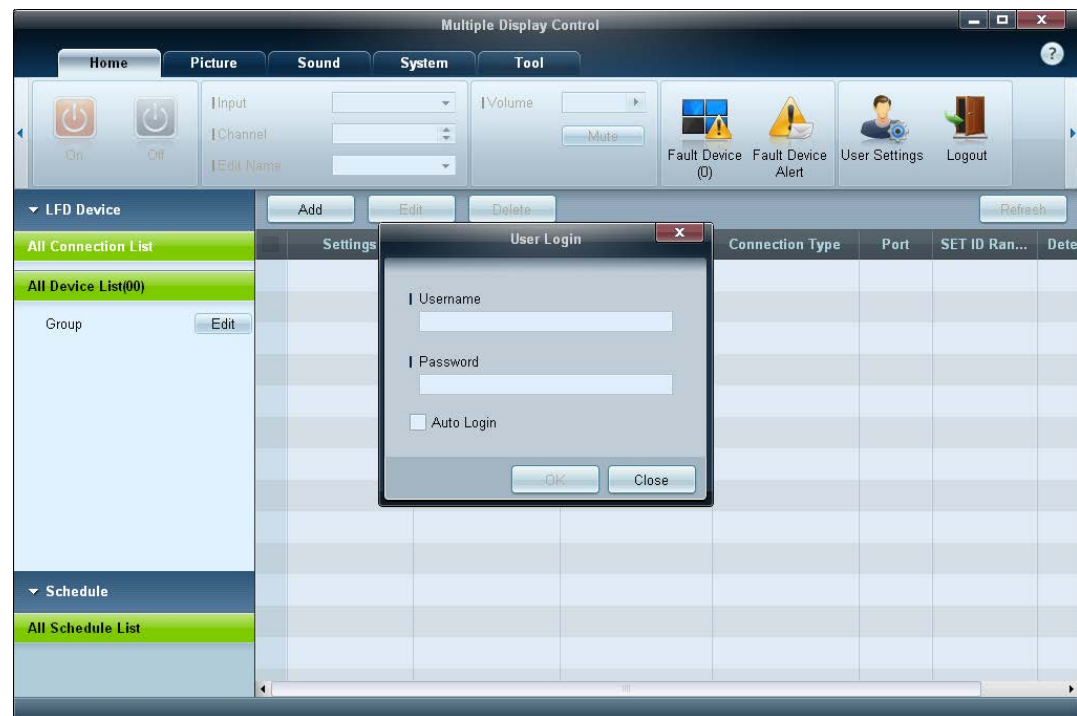 Multiple Display Control
Home Picture Sound System Tool
Input
Channel
Edit Name
On Off
Volume
Mute
Fault Device
(0)
Fault Device
Alert
User Settings
Logout
LFD Device
Add Edit Delete Refresh
All Connection List
Settings Connection Type Port SET ID Ran... Dete
All Device List(00)
Group Edit
User Login
Username
Password
Auto Login
OK Close
Schedule
All Schedule List